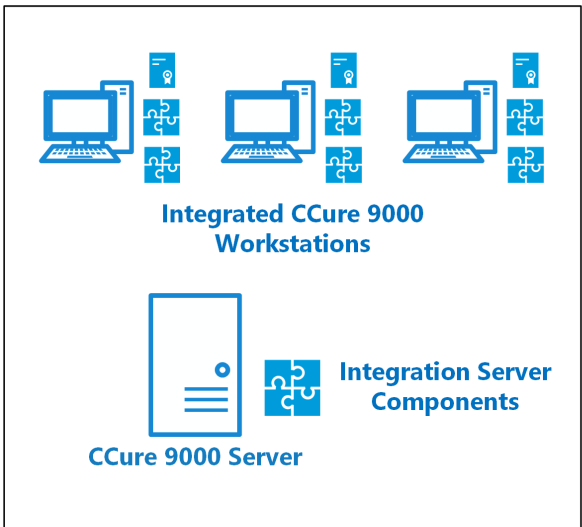 Integrated CCure 9000
Workstations
Integration Server
Components
CCure 9000 Server